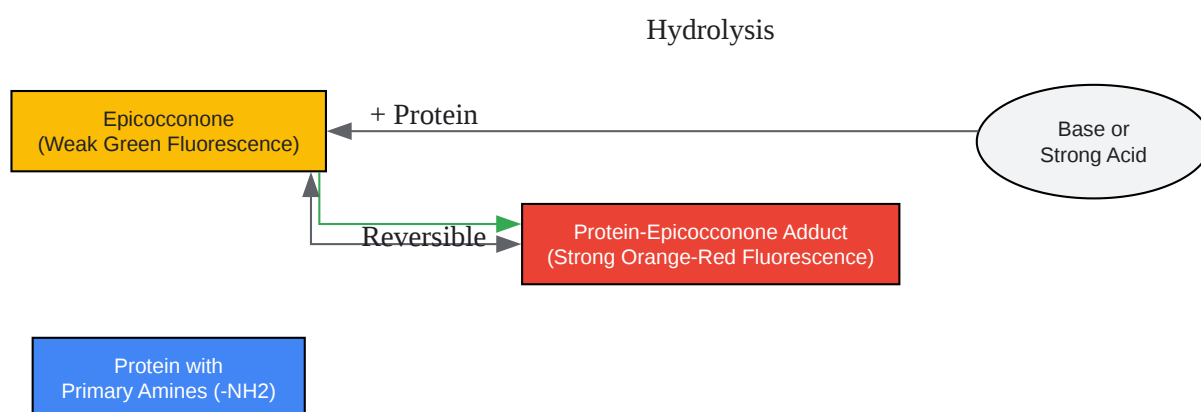 Hydrolysis
+ Protein
Epicocconone
(Weak Green Fluorescence)
Base or
Strong Acid
Reversible
Protein-Epicocconone Adduct
(Strong Orange-Red Fluorescence)
Protein with
Primary Amines (-NH2)